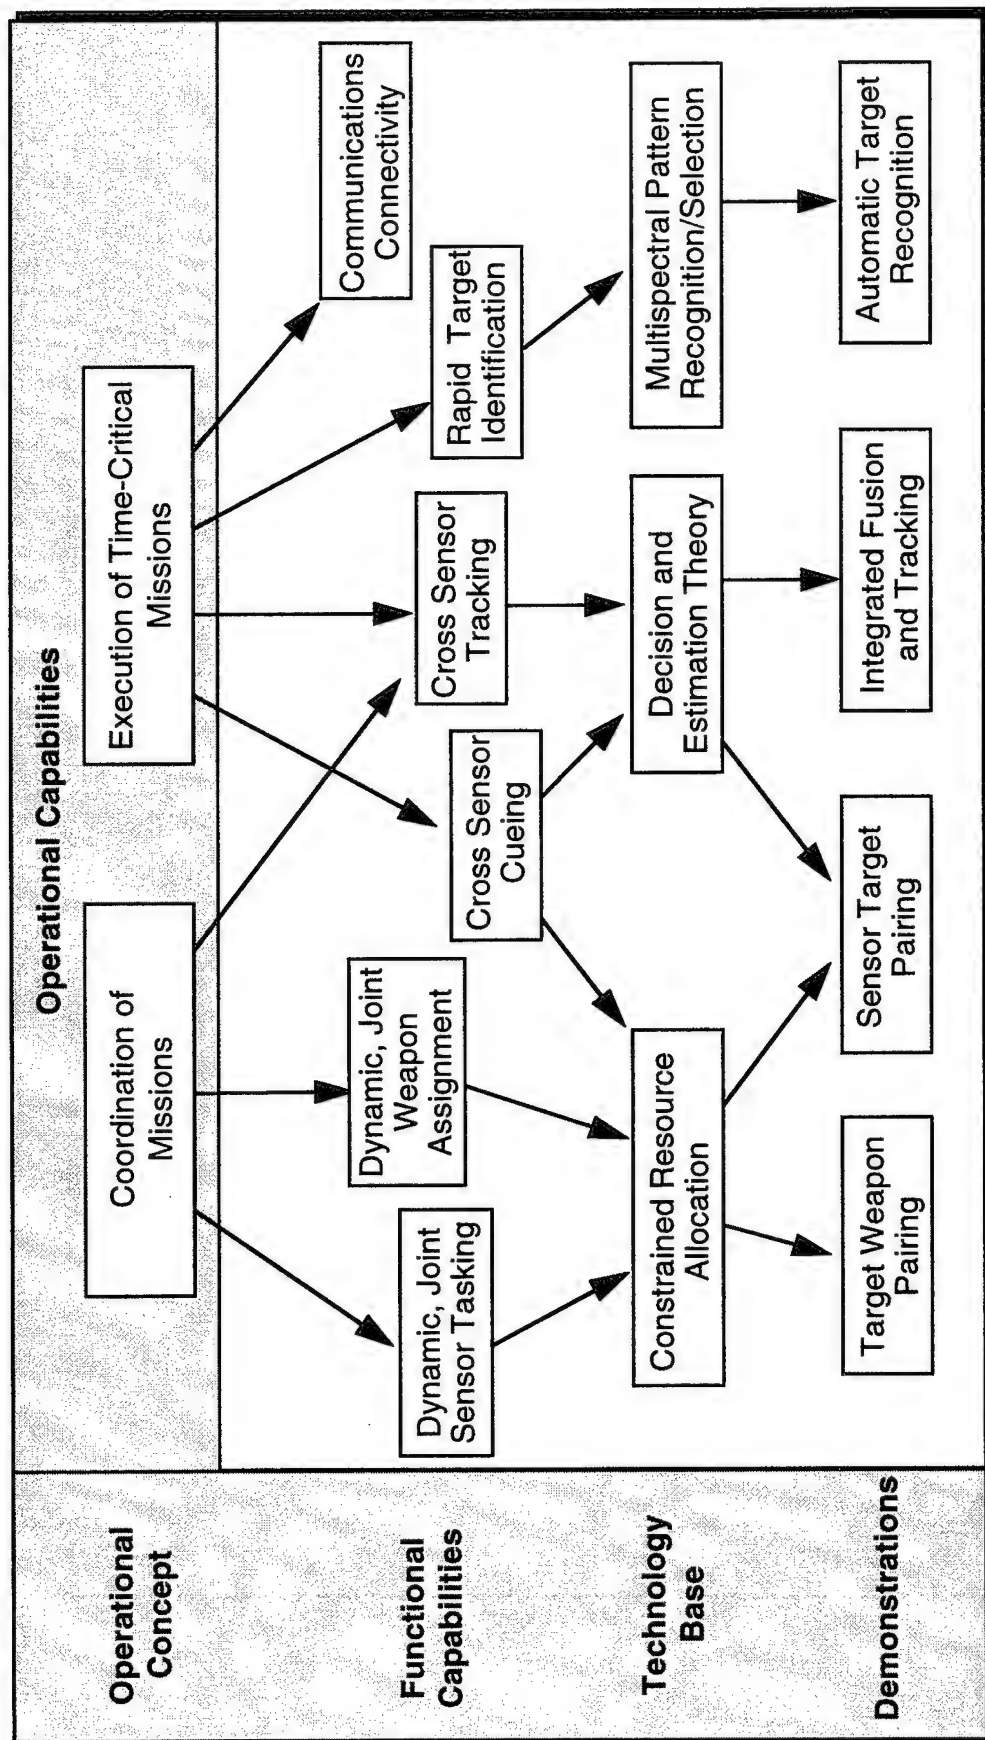 Operational Capabilities
Operational
Concept
Coordination of
Missions
Execution of Time-Critical
Missions
Functional
Capabilities
Dynamic, Joint
Sensor Tasking
Dynamic, Joint
Weapon
Assignment
Cross Sensor
Cueing
Cross Sensor
Tracking
Rapid Target
Identification
Communications
Connectivity
Technology
Base
Constrained Resource
Allocation
Decision and
Estimation Theory
Multispectral Pattern
Recognition/Selection
Demonstrations
Target Weapon
Pairing
Sensor Target
Pairing
Integrated Fusion
and Tracking
Automatic Target
Recognition